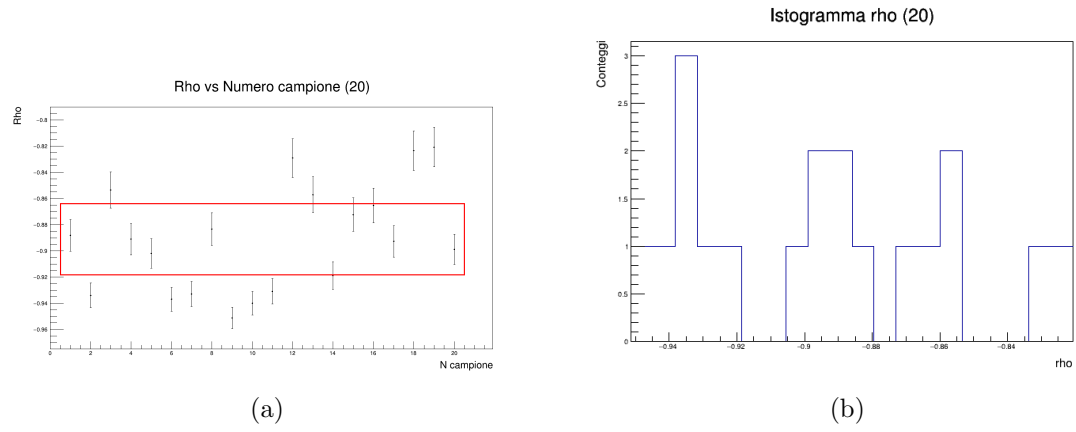 Rho vs Numero campione (20)
Rho
−0.8
−0.82
−0.84
−0.86
−0.88
−0.9
−0.92
−0.94
−0.96
0 2 4 6 8 10 12 14 16 18 20
N campione
(a)
Istogramma rho (20)
Conteggi
3
2.5
2
1.5
1
0.5
0
−0.94 −0.92 −0.9 −0.88 −0.86 −0.84
rho
(b)